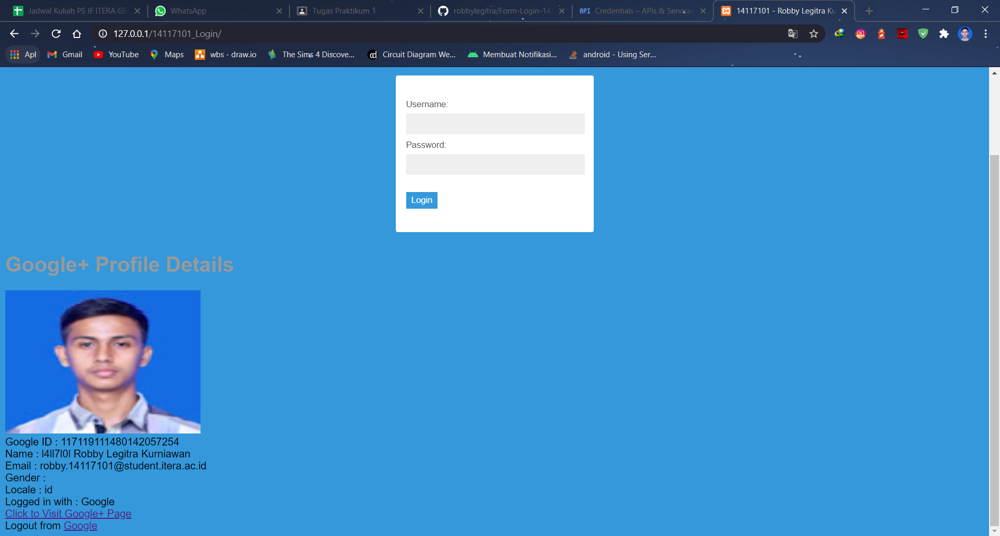 Jadwal Kuliah PS IF ITERA GE
WhatsApp
Tugas Praktikum 1
robbylegitra/Form-Login-14
API Credentials – APIs & Services
14117101 - Robby Legitra Ku
127.0.0.1/14117101_Login/
Apl
Gmail
YouTube
Maps
wbs - draw.io
The Sims 4 Discove...
cd Circuit Diagram We...
Membuat Notifikasi...
android - Using Ser...
Username:
Password:
Login
Google+ Profile Details
Google ID : 117119111480142057254
Name : l4ll7l0l Robby Legitra Kurniawan
Email : robby.14117101@student.itera.ac.id
Gender :
Locale : id
Logged in with : Google
Click to Visit Google+ Page
Logout from Google